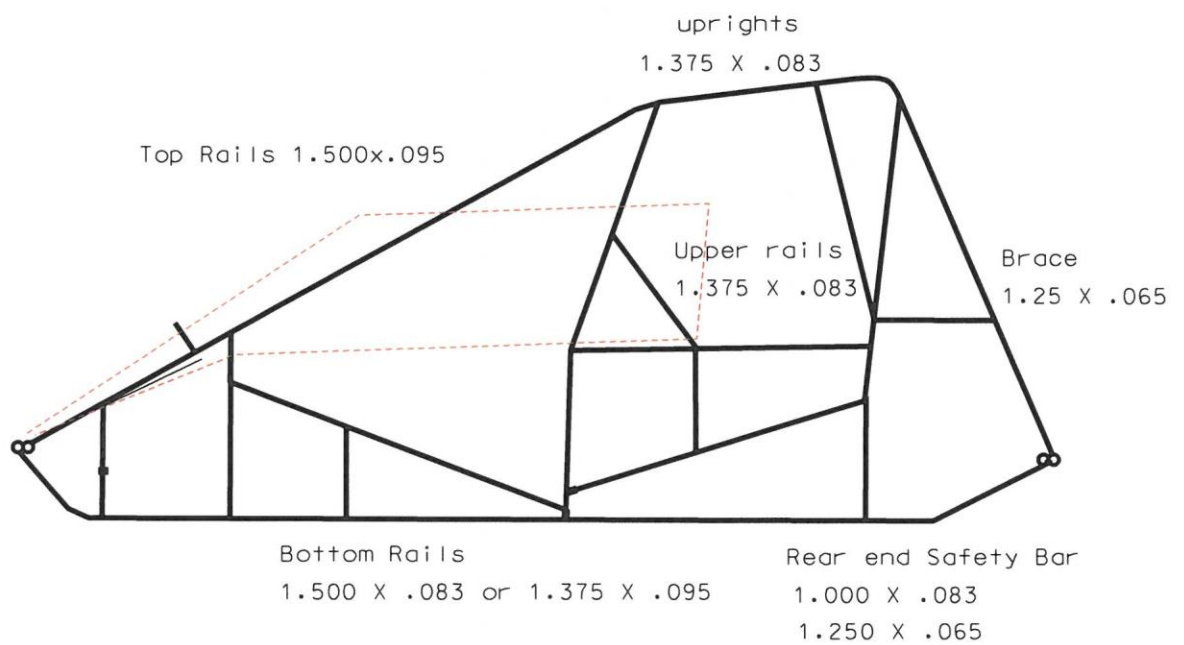 uprights
1.375 X .083
Top Rails 1.500x.095
Upper rails
1.375 X .083
Brace
1.25 X .065
Bottom Rails
1.500 X .083 or 1.375 X .095
Rear end Safety Bar
1.000 X .083
1.250 X .065